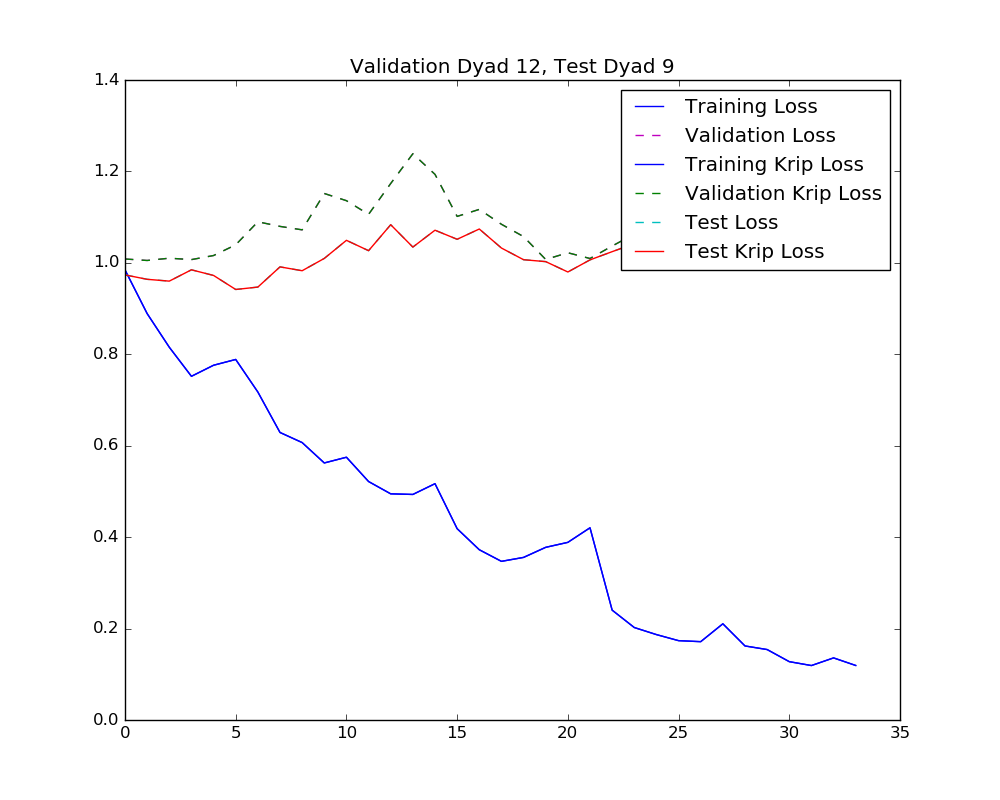 Validation Dyad 12, Test Dyad 9
1.4
1.2
1.0
0.8
0.6
0.4
0.2
0.0
Training Loss
Validation Loss
Training Krip Loss
Validation Krip Loss
Test Loss
Test Krip Loss
0 5 10 15 20 25 30 35